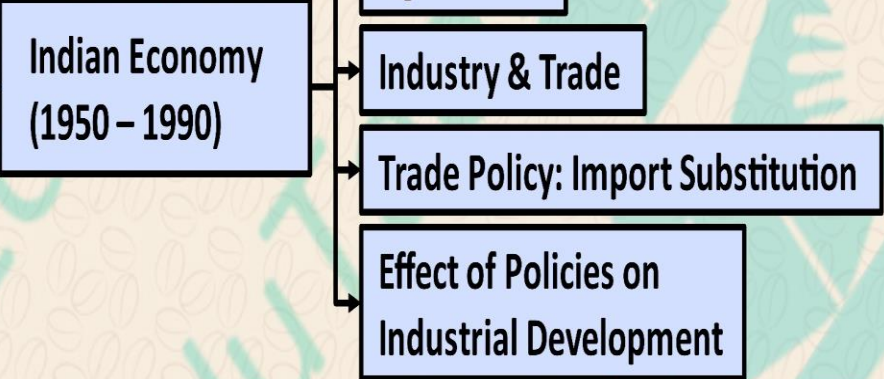 Indian Economy
(1950 – 1990)
Industry & Trade
Trade Policy: Import Substitution
Effect of Policies on
Industrial Development